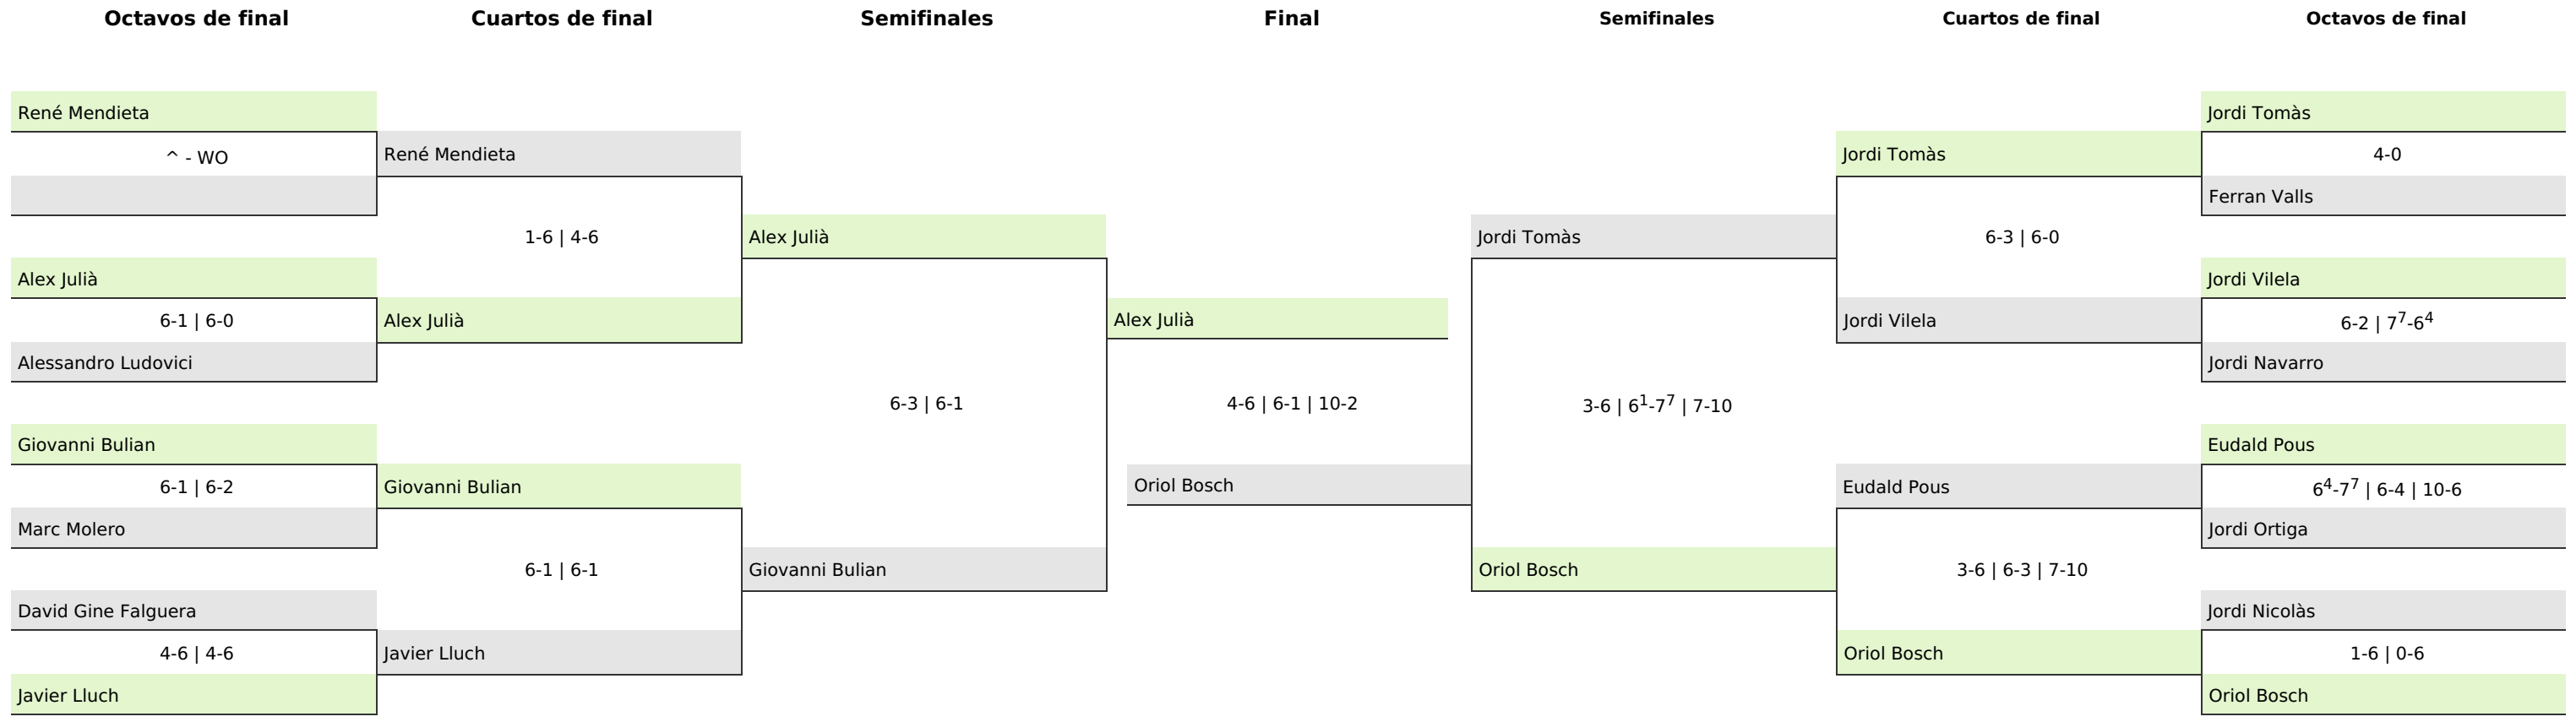 Octavos de final
Cuartos de final
Semifinales
Final
Semifinales
Cuartos de final
Octavos de final
René Mendieta
^ - WO
Alex Julià
6-1 | 6-0
Alessandro Ludovici
Giovanni Bulian
6-1 | 6-2
Marc Molero
David Gine Falguera
4-6 | 4-6
Javier Lluch
René Mendieta
1-6 | 4-6
Alex Julià
Giovanni Bulian
6-1 | 6-1
Javier Lluch
Alex Julià
6-3 | 6-1
Giovanni Bulian
Alex Julià
4-6 | 6-1 | 10-2
Oriol Bosch
Jordi Tomàs
3-6 | 6¹-7⁷ | 7-10
Oriol Bosch
Jordi Tomàs
6-3 | 6-0
Jordi Vilela
Eudald Pous
3-6 | 6-3 | 7-10
Oriol Bosch
Jordi Tomàs
4-0
Ferran Valls
Jordi Vilela
6-2 | 7⁷-6⁴
Jordi Navarro
Eudald Pous
6⁴-7⁷ | 6-4 | 10-6
Jordi Ortiga
Jordi Nicolàs
1-6 | 0-6
Oriol Bosch